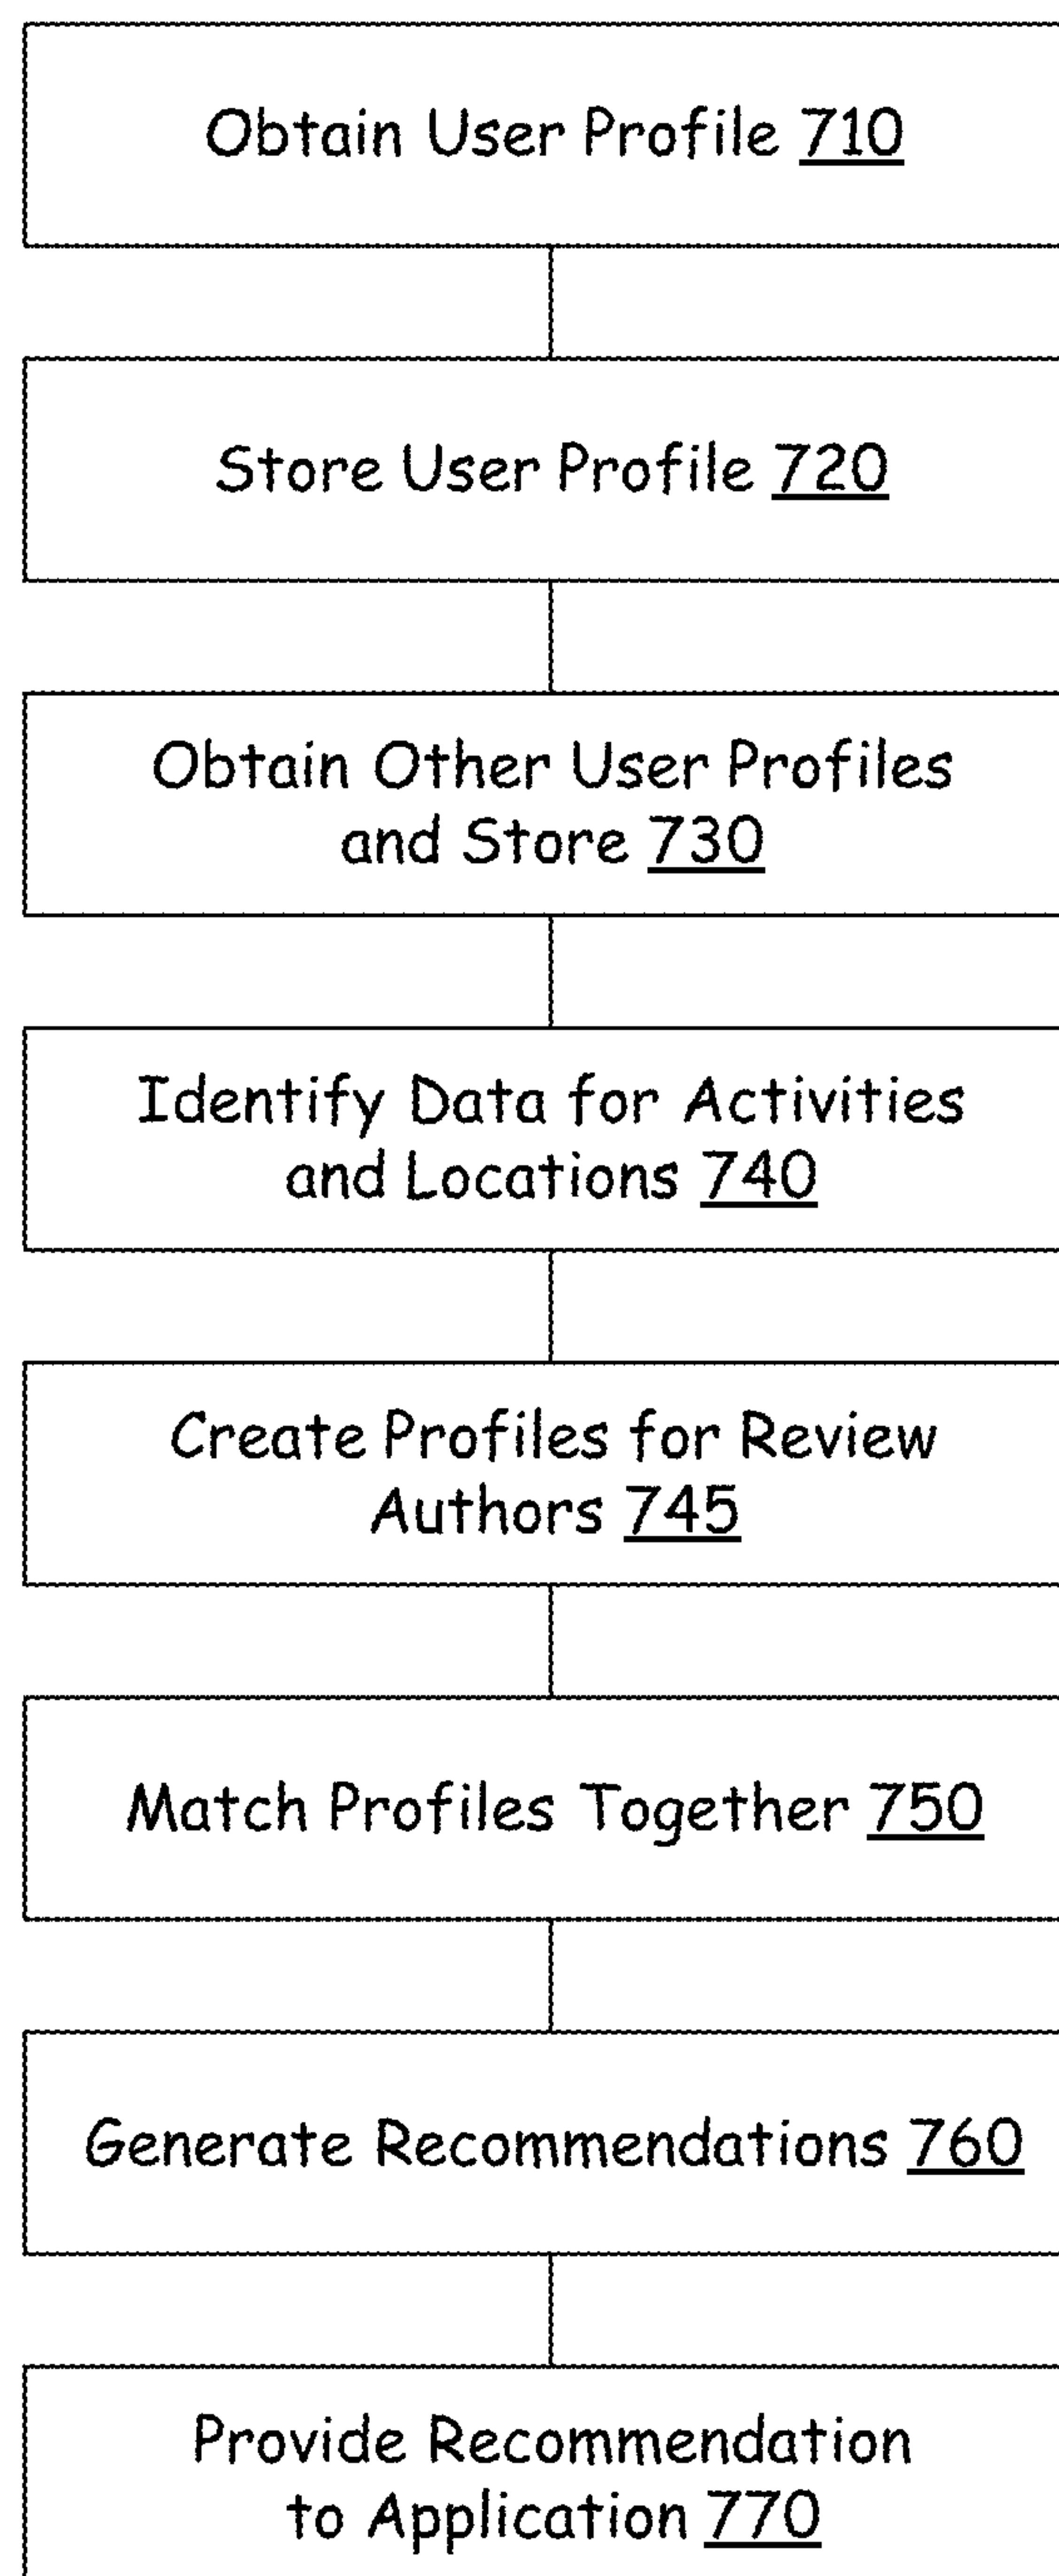 Obtain User Profile 710
Store User Profile 720
Obtain Other User Profiles
and Store 730
Identify Data for Activities
and Locations 740
Create Profiles for Review
Authors 745
Match Profiles Together 750
Generate Recommendations 760
Provide Recommendation
to Application 770